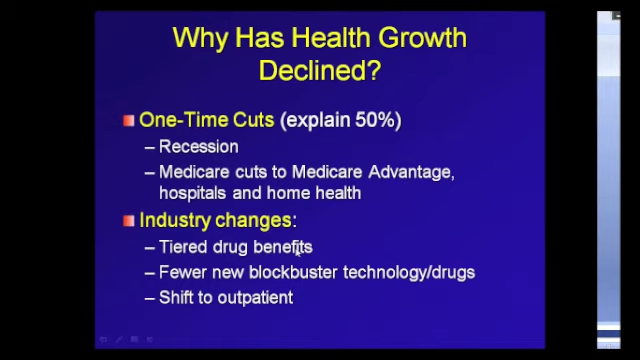 Why Has Health Growth
Declined?
One-Time Cuts (explain 50%)
– Recession
– Medicare cuts to Medicare Advantage,
hospitals and home health
Industry changes:
– Tiered drug benefits
– Fewer new blockbuster technology/drugs
– Shift to outpatient